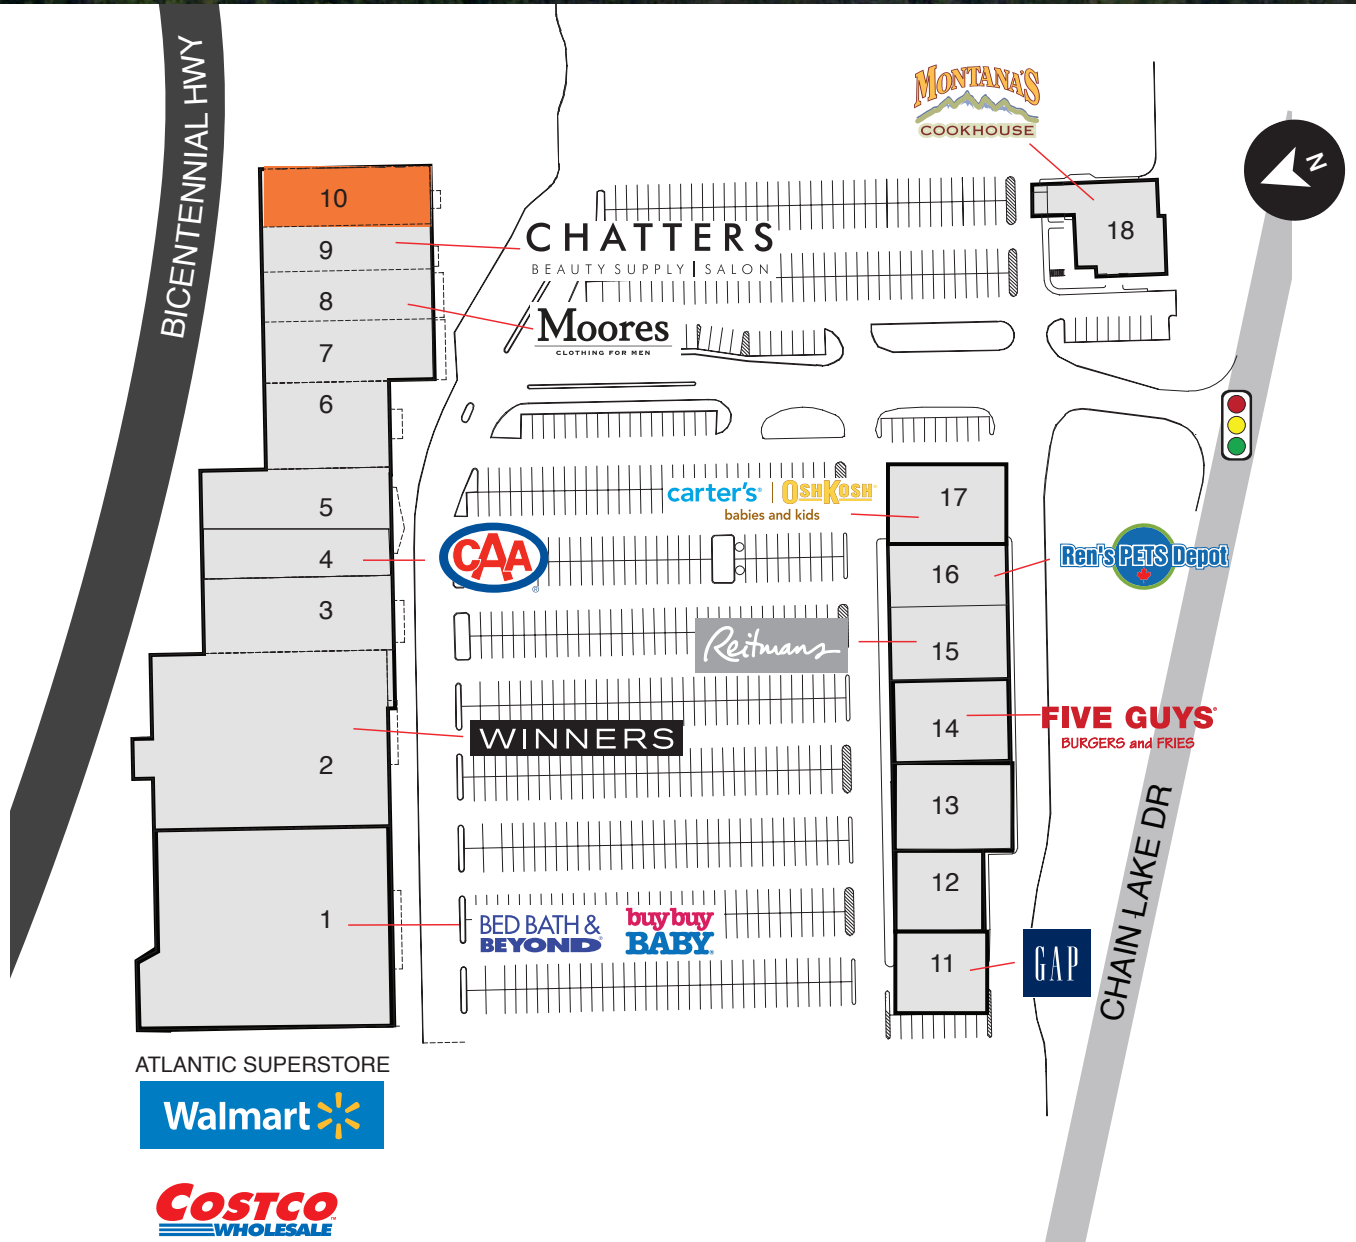 BICENTENNIAL HWY
MONTANA'S
COOKHOUSE
N
10
18
9
CHATTERS
BEAUTY SUPPLY | SALON
8
Moores
CLOTHING FOR MEN
7
6
carter's® | OSHKOSH®
babies and kids
17
5
4
CAA®
16
Ren's PETS Depot
3
Reitmans
15
14
FIVE GUYS®
BURGERS and FRIES
WINNERS
2
13
CHAIN LAKE DR
12
1
BED BATH &
BEYOND®
buybuy
BABY®
11
GAP
ATLANTIC SUPERSTORE
Walmart
COSTCO
WHOLESALE